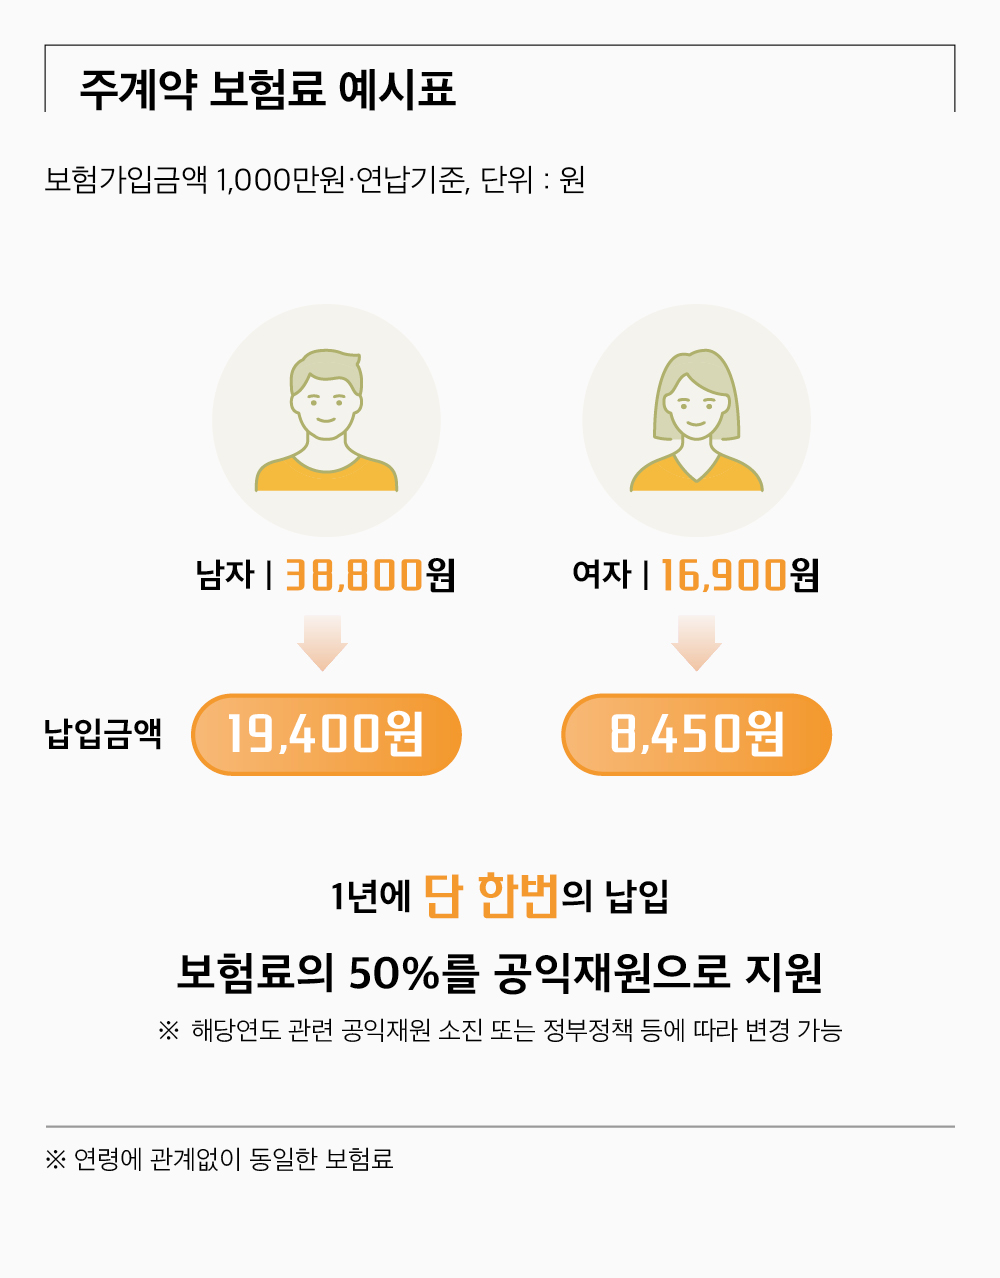 주계약 보험료 예시표
보험가입금액 1,000만원·연납기준, 단위 : 원
남자 | 38,800원
여자 | 16,900원
납입금액
19,400원
8,450원
1년에 단 한번의 납입
보험료의 50%를 공익재원으로 지원
※ 해당연도 관련 공익재원 소진 또는 정부정책 등에 따라 변경 가능
※ 연령에 관계없이 동일한 보험료